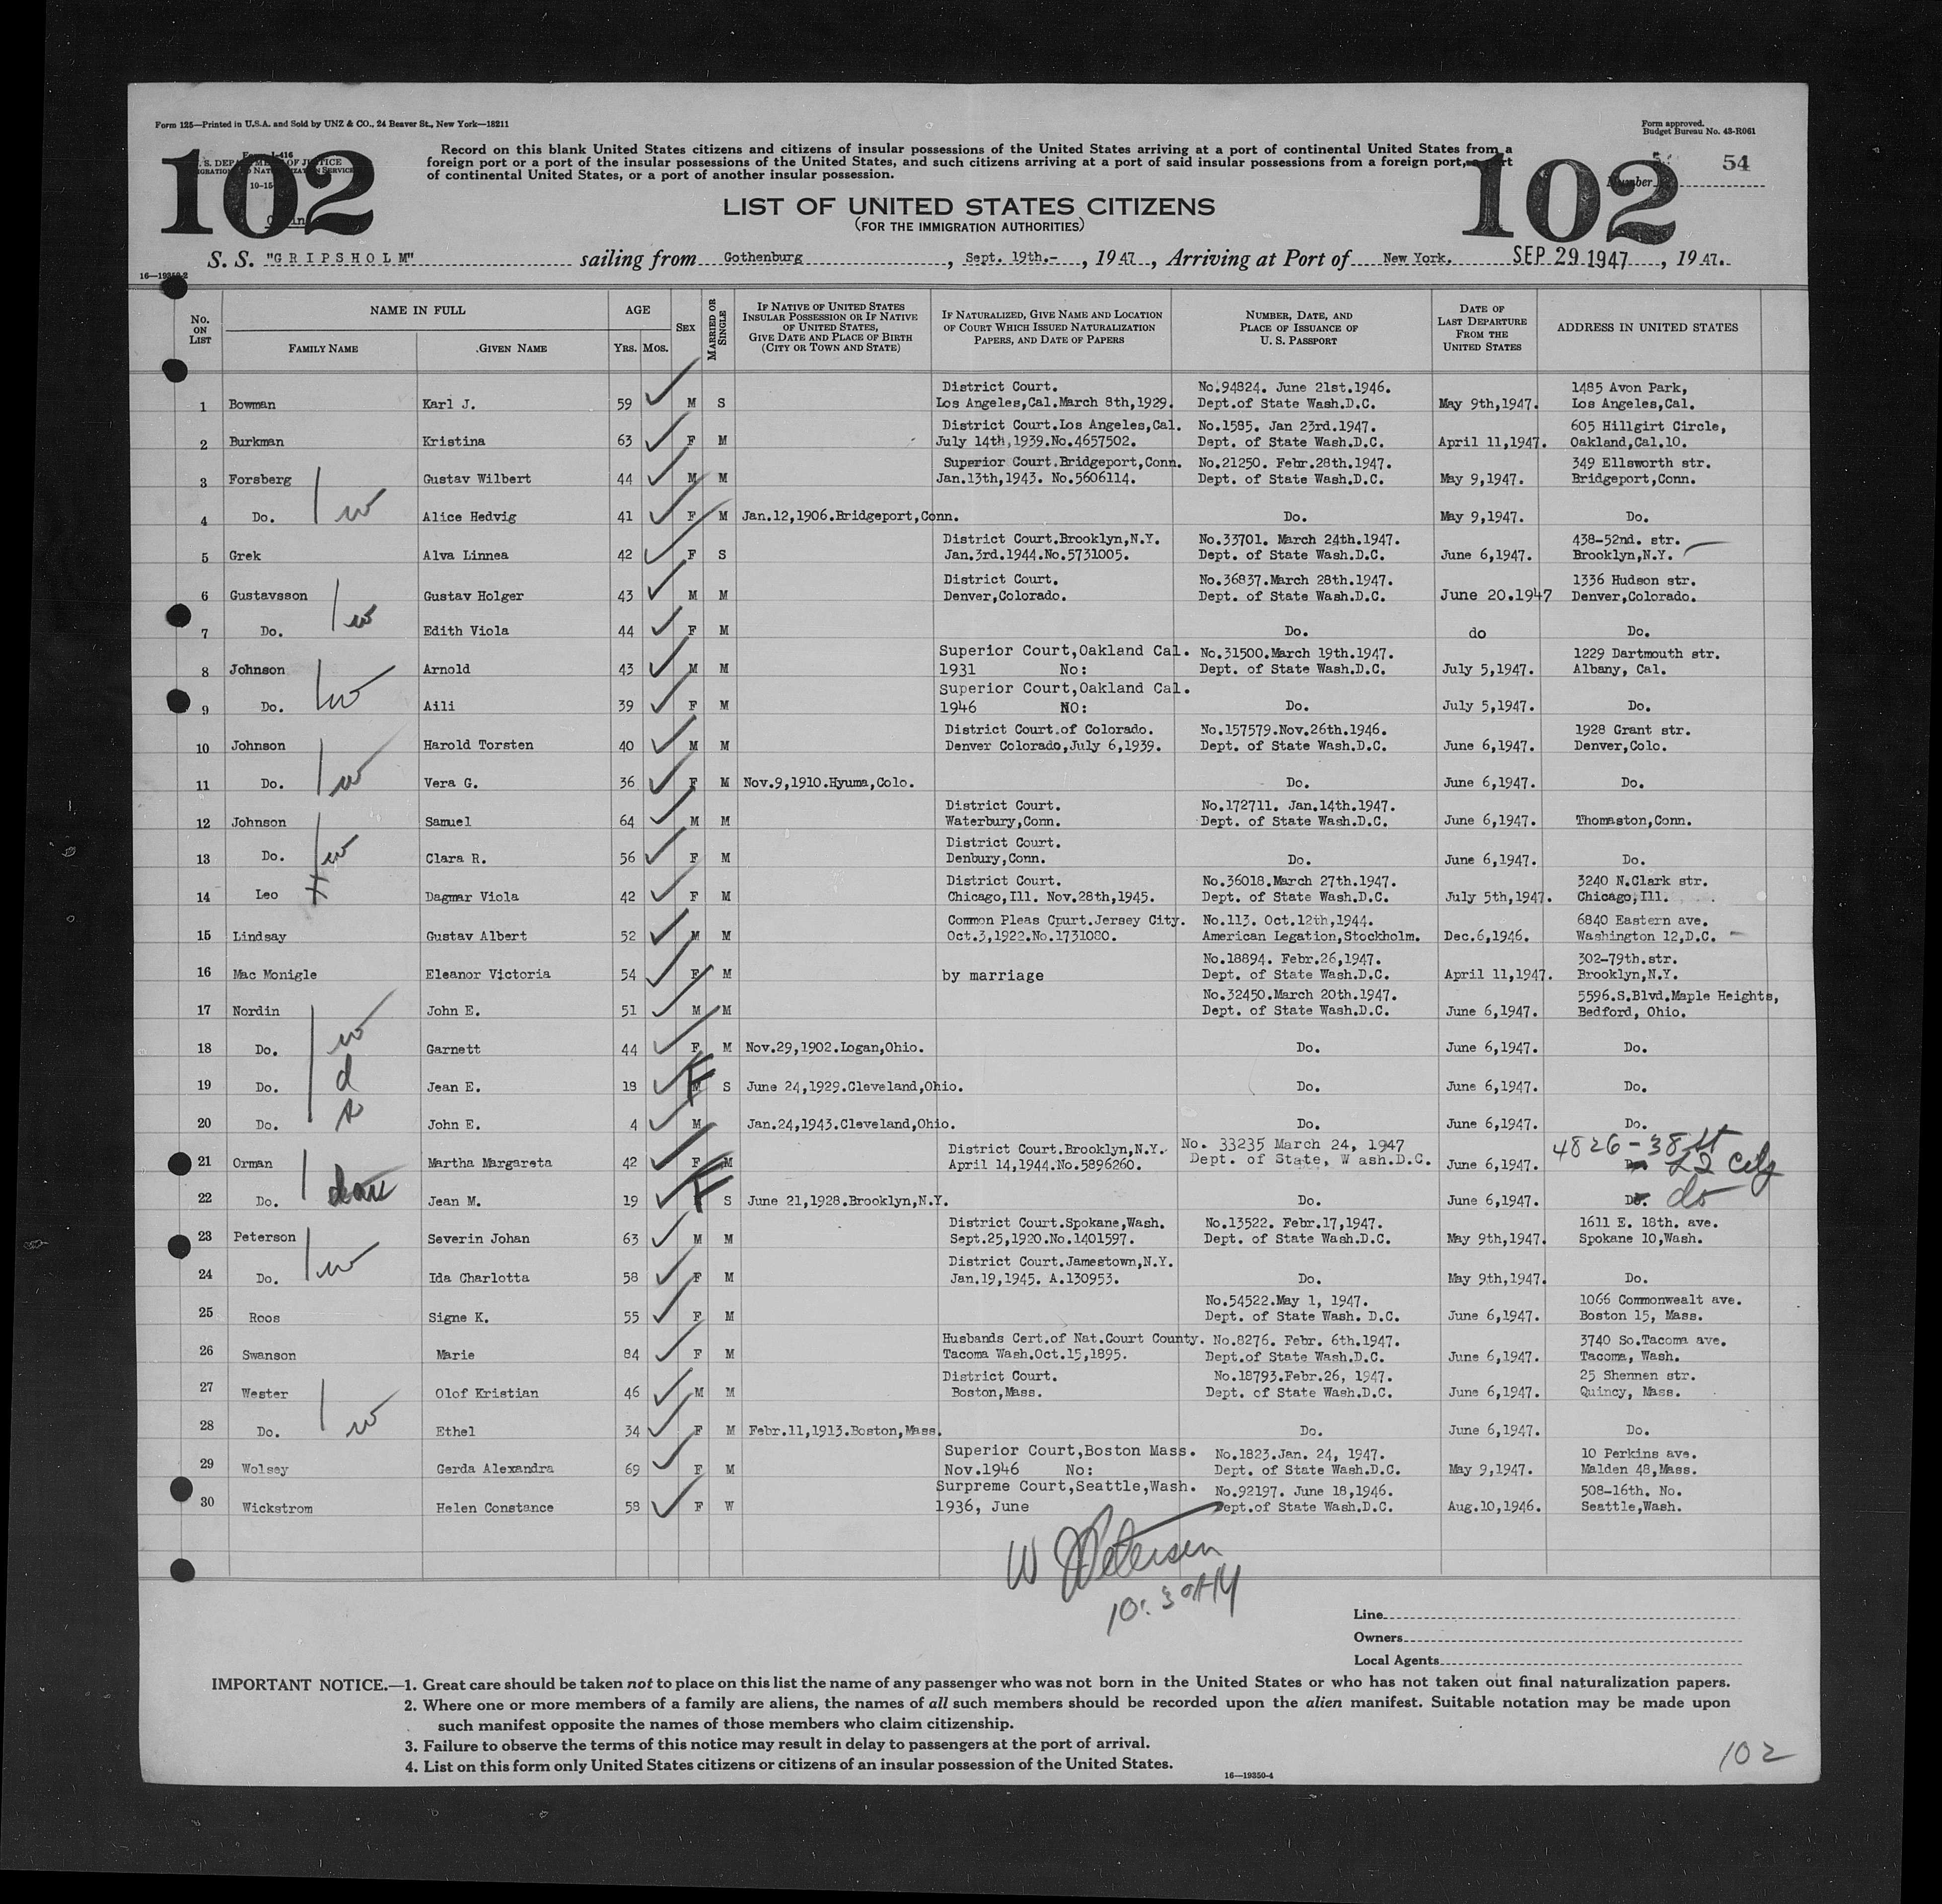 Form 125—Printed in U.S.A. and Sold by UNZ & CO., 24 Beaver St., New York—18211
Form approved.
Budget Bureau No. 43-R061
Form I-416
U. S. DEPARTMENT OF JUSTICE
IMMIGRATION AND NATURALIZATION SERVICE
102
102
54
Number
Record on this blank United States citizens and citizens of insular possessions of the United States arriving at a port of continental United States from a
foreign port or a port of the insular possessions of the United States, and such citizens arriving at a port of said insular possessions from a foreign port, a port
of continental United States, or a port of another insular possession.
LIST OF UNITED STATES CITIZENS
(FOR THE IMMIGRATION AUTHORITIES)
S. S. "GRIPSHOLM" sailing from Gothenburg, Sept. 19th.-, 1947, Arriving at Port of New York. SEP 29 1947, 1947.
16—19350-2
No. ON LIST NAME IN FULL AGE SEX MARRIED OR SINGLE IF NATIVE OF UNITED STATES INSULAR POSSESSION OR IF NATIVE OF UNITED STATES, GIVE DATE AND PLACE OF BIRTH (CITY OR TOWN AND STATE) IF NATURALIZED, GIVE NAME AND LOCATION OF COURT WHICH ISSUED NATURALIZATION PAPERS, AND DATE OF PAPERS NUMBER, DATE, AND PLACE OF ISSUANCE OF U. S. PASSPORT DATE OF LAST DEPARTURE FROM THE UNITED STATES ADDRESS IN UNITED STATES
FAMILY NAME GIVEN NAME YRS. MOS.
District Court. No.94824. June 21st.1946. 1485 Avon Park,
1 Bowman Karl J. 59 M S Los Angeles,Cal.March 8th,1929. Dept.of State Wash.D.C. May 9th,1947. Los Angeles,Cal.
District Court.Los Angeles,Cal. No.1585. Jan 23rd.1947. 605 Hillgirt Circle,
2 Burkman Kristina 63 F M July 14th,1939.No.4657502. Dept. of State Wash.D.C. April 11,1947. Oakland,Cal.10.
Superior Court.Bridgeport,Conn. No.21250. Febr.28th.1947. 349 Ellsworth str.
3 Forsberg Gustav Wilbert 44 M M Jan.13th,1943. No.5606114. Dept. of State Wash.D.C. May 9,1947. Bridgeport,Conn.
4 Do. w Alice Hedvig 41 F M Jan.12,1906.Bridgeport,Conn. Do. May 9,1947. Do.
District Court.Brooklyn,N.Y. No.33701. March 24th.1947. 438-52nd. str.
5 Grek Alva Linnea 42 F S Jan.3rd.1944.No.5731005. Dept. of State Wash.D.C. June 6,1947. Brooklyn,N.Y.
District Court. No.36837.March 28th.1947. 1336 Hudson str.
6 Gustavsson Gustav Holger 43 M M Denver,Colorado. Dept. of State Wash.D.C. June 20.1947 Denver,Colorado.
7 Do. w Edith Viola 44 F M Do. do Do.
Superior Court,Oakland Cal. No.31500.March 19th.1947. 1229 Dartmouth str.
8 Johnson Arnold 43 M M 1931 No: Dept. of State Wash.D.C. July 5,1947. Albany, Cal.
Superior Court,Oakland Cal.
9 Do. w Aili 39 F M 1946 NO: Do. July 5,1947. Do.
District Court.of Colorado. No.157579.Nov.26th.1946. 1928 Grant str.
10 Johnson Harold Torsten 40 M M Denver Colorado,July 6,1939. Dept. of State Wash.D.C. June 6,1947. Denver,Colo.
11 Do. w Vera G. 36 F M Nov.9,1910.Hyuma,Colo. Do. June 6,1947. Do.
District Court. No.172711. Jan.14th.1947.
12 Johnson Samuel 64 M M Waterbury,Conn. Dept. of State Wash.D.C. June 6,1947. Thomaston,Conn.
District Court.
13 Do. w Clara R. 56 F M Denbury,Conn. Do. June 6,1947. Do.
District Court. No.36018.March 27th.1947. 3240 N.Clark str.
14 Leo Dagmar Viola 42 F M Chicago,Ill. Nov.28th,1945. Dept. of State Wash.D.C. July 5th,1947. Chicago,Ill.
Common Pleas Cpurt.Jersey City. No.113. Oct.12th,1944. 6840 Eastern ave.
15 Lindsay Gustav Albert 52 M M Oct.3,1922.No.1731080. American Legation,Stockholm. Dec.6,1946. Washington 12,D.C.
No.18894. Febr.26,1947. 302-79th.str.
16 Mac Monigle Eleanor Victoria 54 F M by marriage Dept. of State Wash.D.C. April 11,1947. Brooklyn,N.Y.
No.32450.March 20th.1947. 5596.S.Blvd.Maple Heights,
17 Nordin John E. 51 M M Dept. of State Wash.D.C. June 6,1947. Bedford, Ohio.
18 Do. w Garnett 44 F M Nov.29,1902.Logan,Ohio. Do. June 6,1947. Do.
19 Do. d Jean E. 18 F S June 24,1929.Cleveland,Ohio. Do. June 6,1947. Do.
20 Do. s John E. 4 M Jan.24,1943.Cleveland,Ohio. Do. June 6,1947. Do.
District Court.Brooklyn,N.Y. No. 33235 March 24, 1947 4826-38 st
21 Orman Martha Margareta 42 F M April 14,1944.No.5896260. Dept. of State, W ash.D.C. June 6,1947. City
22 Do. dau Jean M. 19 F S June 21,1928.Brooklyn,N.Y. Do. June 6,1947. Do. do
District Court.Spokane,Wash. No.13522. Febr.17,1947. 1611 E. 18th. ave.
23 Peterson Severin Johan 63 M M Sept.25,1920.No.1401597. Dept. of State Wash.D.C. May 9th,1947. Spokane 10,Wash.
District Court.Jamestown,N.Y.
24 Do. w Ida Charlotta 58 F M Jan.19,1945. A.130953. Do. May 9th,1947. Do.
No.54522.May 1, 1947. 1066 Commonwealt ave.
25 Roos Signe K. 55 F M Dept. of State Wash. D.C. June 6,1947. Boston 15, Mass.
Husbands Cert.of Nat.Court County. No.8276. Febr. 6th.1947. 3740 So.Tacoma ave.
26 Swanson Marie 84 F M Tacoma Wash.Oct.15,1895. Dept.of State Wash.D.C. June 6,1947. Tacoma, Wash.
District Court. No.18793.Febr.26, 1947. 25 Shennen str.
27 Wester Olof Kristian 46 M M Boston,Mass. Dept. of State Wash.D.C. June 6,1947. Quincy, Mass.
28 Do. w Ethel 34 F M Febr.11,1913.Boston,Mass. Do. June 6,1947. Do.
Superior Court,Boston Mass. No.1823.Jan. 24, 1947. 10 Perkins ave.
29 Wolsey Gerda Alexandra 69 F M Nov.1946 No: Dept. of State Wash.D.C. May 9,1947. Malden 48,Mass.
Surpreme Court,Seattle,Wash. No.92197. June 18,1946. 508-16th. No.
30 Wickstrom Helen Constance 58 F W 1936, June Dept.of State Wash.D.C. Aug.10,1946. Seattle,Wash.
Line
Owners
Local Agents
IMPORTANT NOTICE.—1. Great care should be taken not to place on this list the name of any passenger who was not born in the United States or who has not taken out final naturalization papers.
2. Where one or more members of a family are aliens, the names of all such members should be recorded upon the alien manifest. Suitable notation may be made upon
such manifest opposite the names of those members who claim citizenship.
3. Failure to observe the terms of this notice may result in delay to passengers at the port of arrival.
4. List on this form only United States citizens or citizens of an insular possession of the United States.
16—19350-4
102